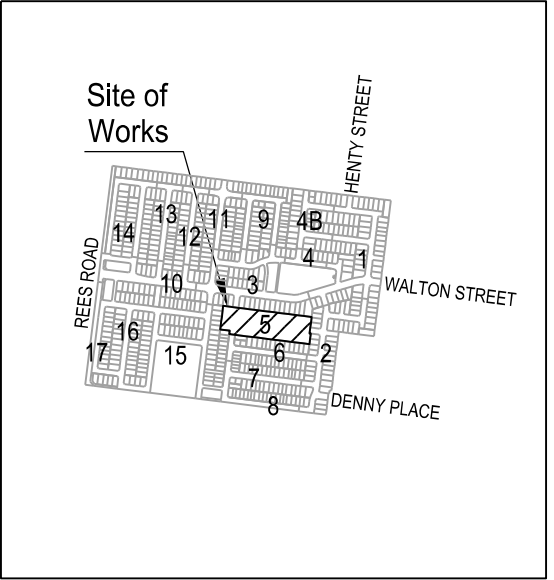 HENTY STREET
Site of
Works
13
11
9
4B
14
12
4
1
REES ROAD
10
3
WALTON STREET
5
16
17
15
6
2
7
8
DENNY PLACE